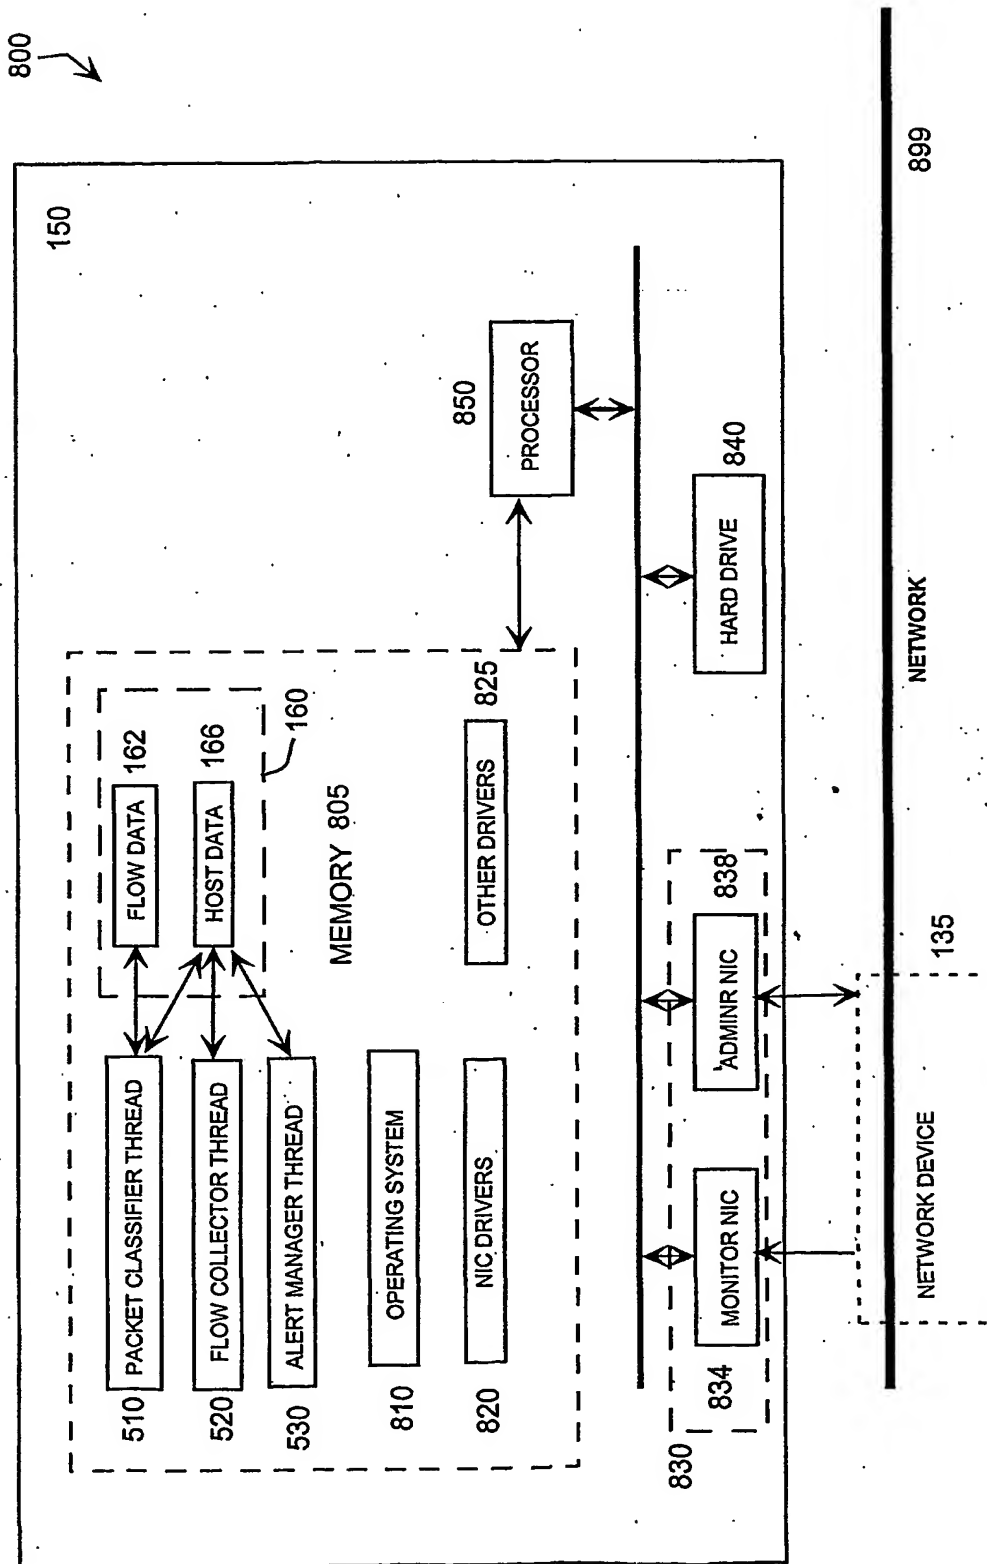 800
150
510 PACKET CLASSIFIER THREAD
FLOW DATA 162
520 FLOW COLLECTOR THREAD
HOST DATA 166
530 ALERT MANAGER THREAD
160
MEMORY 805
810 OPERATING SYSTEM
820 NIC DRIVERS
OTHER DRIVERS 825
850
PROCESSOR
830
834 MONITOR NIC
ADMINR NIC 838
HARD DRIVE 840
NETWORK DEVICE 135
NETWORK 899